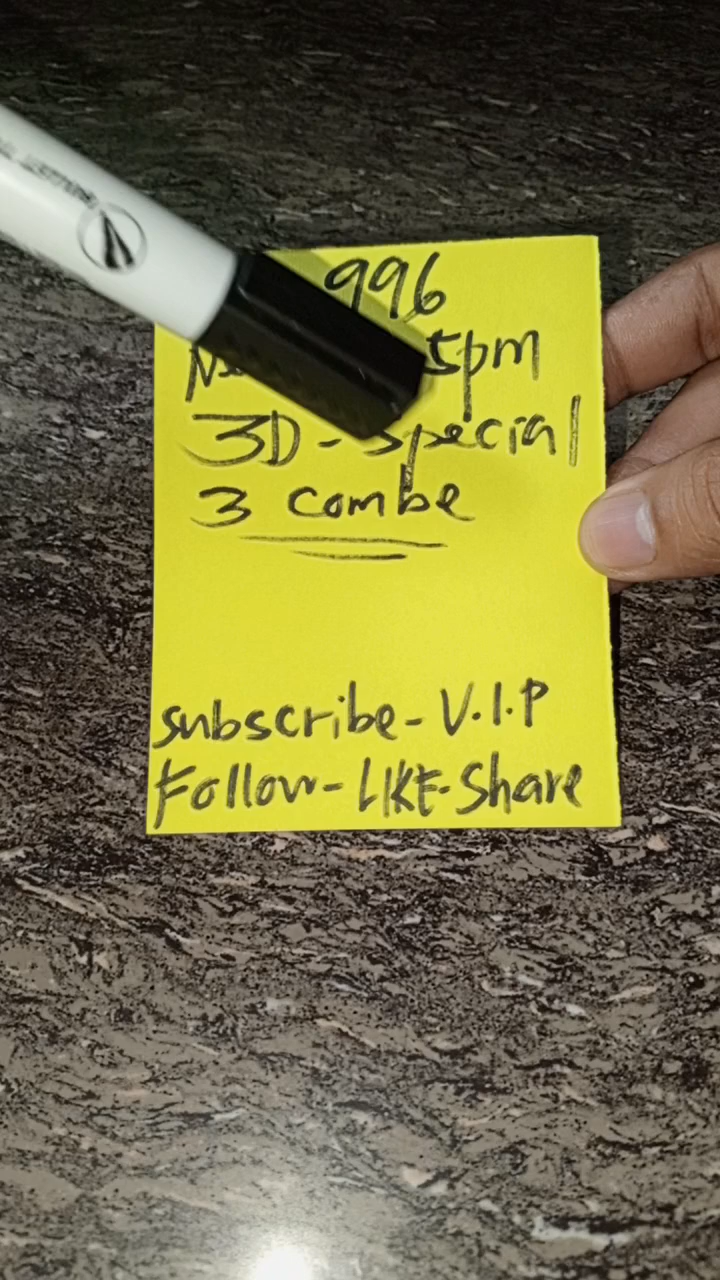 996
5pm
3D - special
3 combe
subscribe - V.I.P
Follow - LIKE - Share